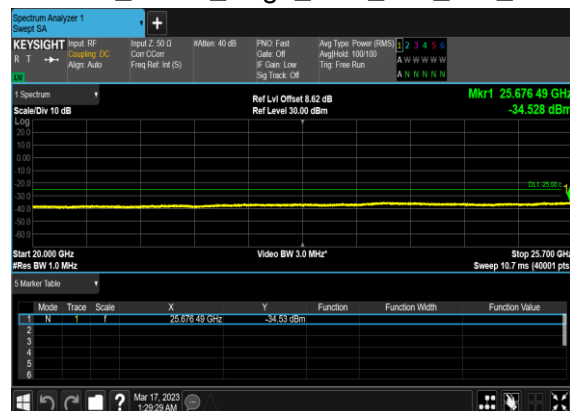 Spectrum Analyzer 1
Swept SA
+
KEYSIGHT
R T
Input: RF
Coupling: DC
Align: Auto
Input Z: 50 Ω
Corr CCorr
Freq Ref: Int (S)
#Atten: 40 dB
PNO: Fast
Gate: Off
IF Gain: Low
Sig Track: Off
Avg Type: Power (RMS)
Avg|Hold: 100/100
Trig: Free Run
1 2 3 4 5 6
A W W W W W
A N N N N N
1 Spectrum
Scale/Div 10 dB
Ref Lvl Offset 8.62 dB
Ref Level 30.00 dBm
Mkr1 25.676 49 GHz
-34.528 dBm
Log
20.0
10.0
0.00
-10.0
-20.0
-30.0
-40.0
-50.0
-60.0
DL1 -25.00
1
Start 20.000 GHz
#Res BW 1.0 MHz
Video BW 3.0 MHz*
Stop 25.700 GHz
Sweep 10.7 ms (40001 pts)
5 Marker Table
Mode Trace Scale X Y Function Function Width Function Value
1 N 1 f 25.676 49 GHz -34.53 dBm
2
3
4
5
6
?
Mar 17, 2023
1:29:29 AM